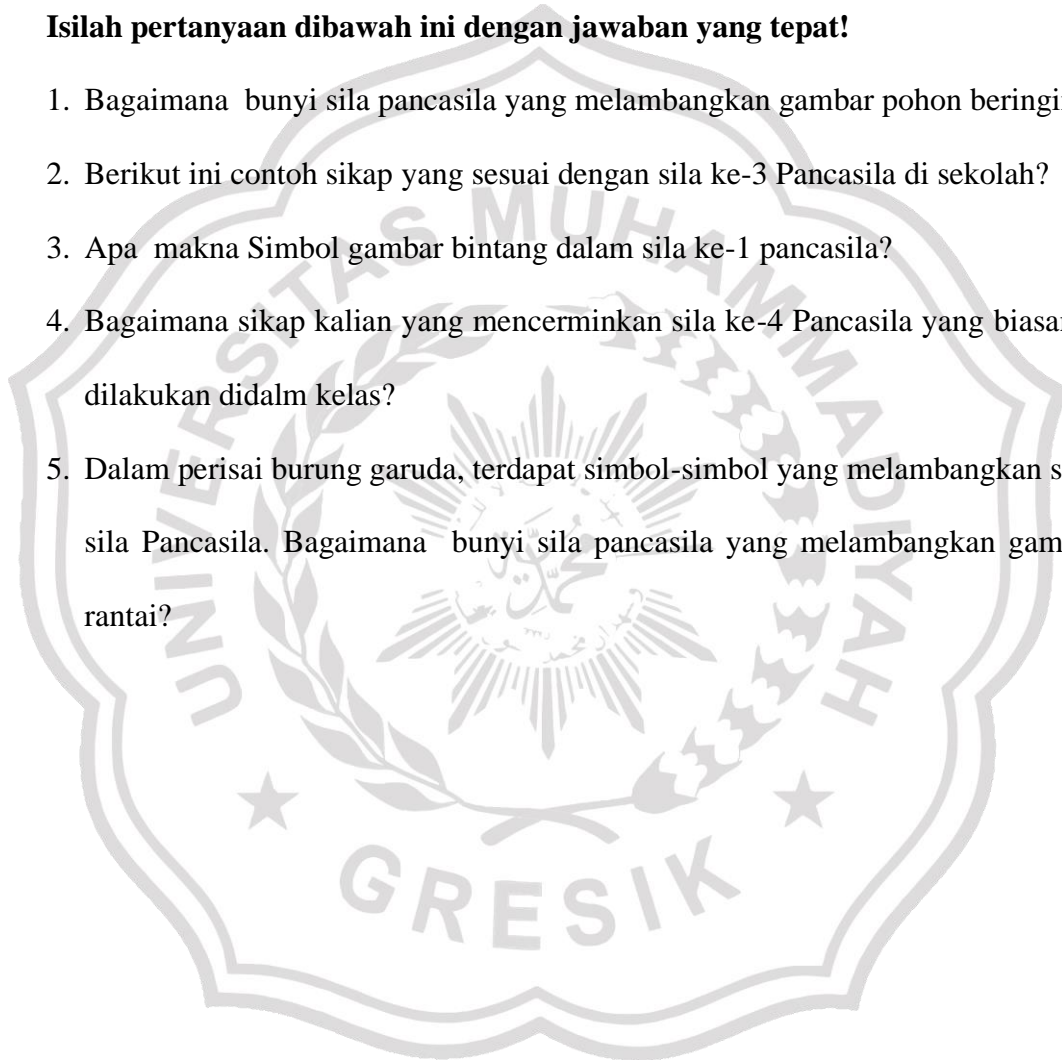 Isilah pertanyaan dibawah ini dengan jawaban yang tepat!
1. Bagaimana bunyi sila pancasila yang melambangkan gambar pohon
2. Berikut ini contoh sikap yang sesuai dengan sila ke-3 Pancasila di sekolah?
3. Apa makna Simbol gambar bintang dalam sila ke-1 pancasila?
4. Bagaimana sikap kalian yang mencerminkan sila ke-4 Pancasila yang
dilakukan didalm kelas?
5. Dalam perisai burung garuda, terdapat simbol-simbol yang melambangkan
sila Pancasila. Bagaimana bunyi sila pancasila yang melambangkan
rantai?
UNIVERSITAS MUHAMMADIYAH
GRESIK